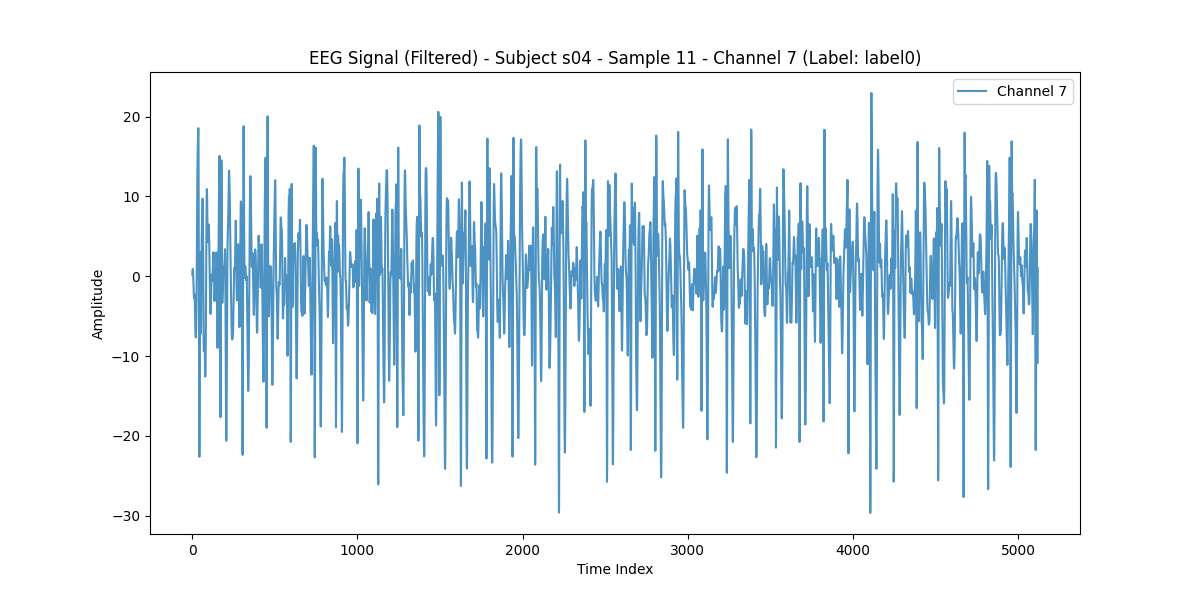 EEG Signal (Filtered) - Subject s04 - Sample 11 - Channel 7 (Label: label0)
Channel 7
20
10
0
−10
−20
−30
Amplitude
0 1000 2000 3000 4000 5000
Time Index